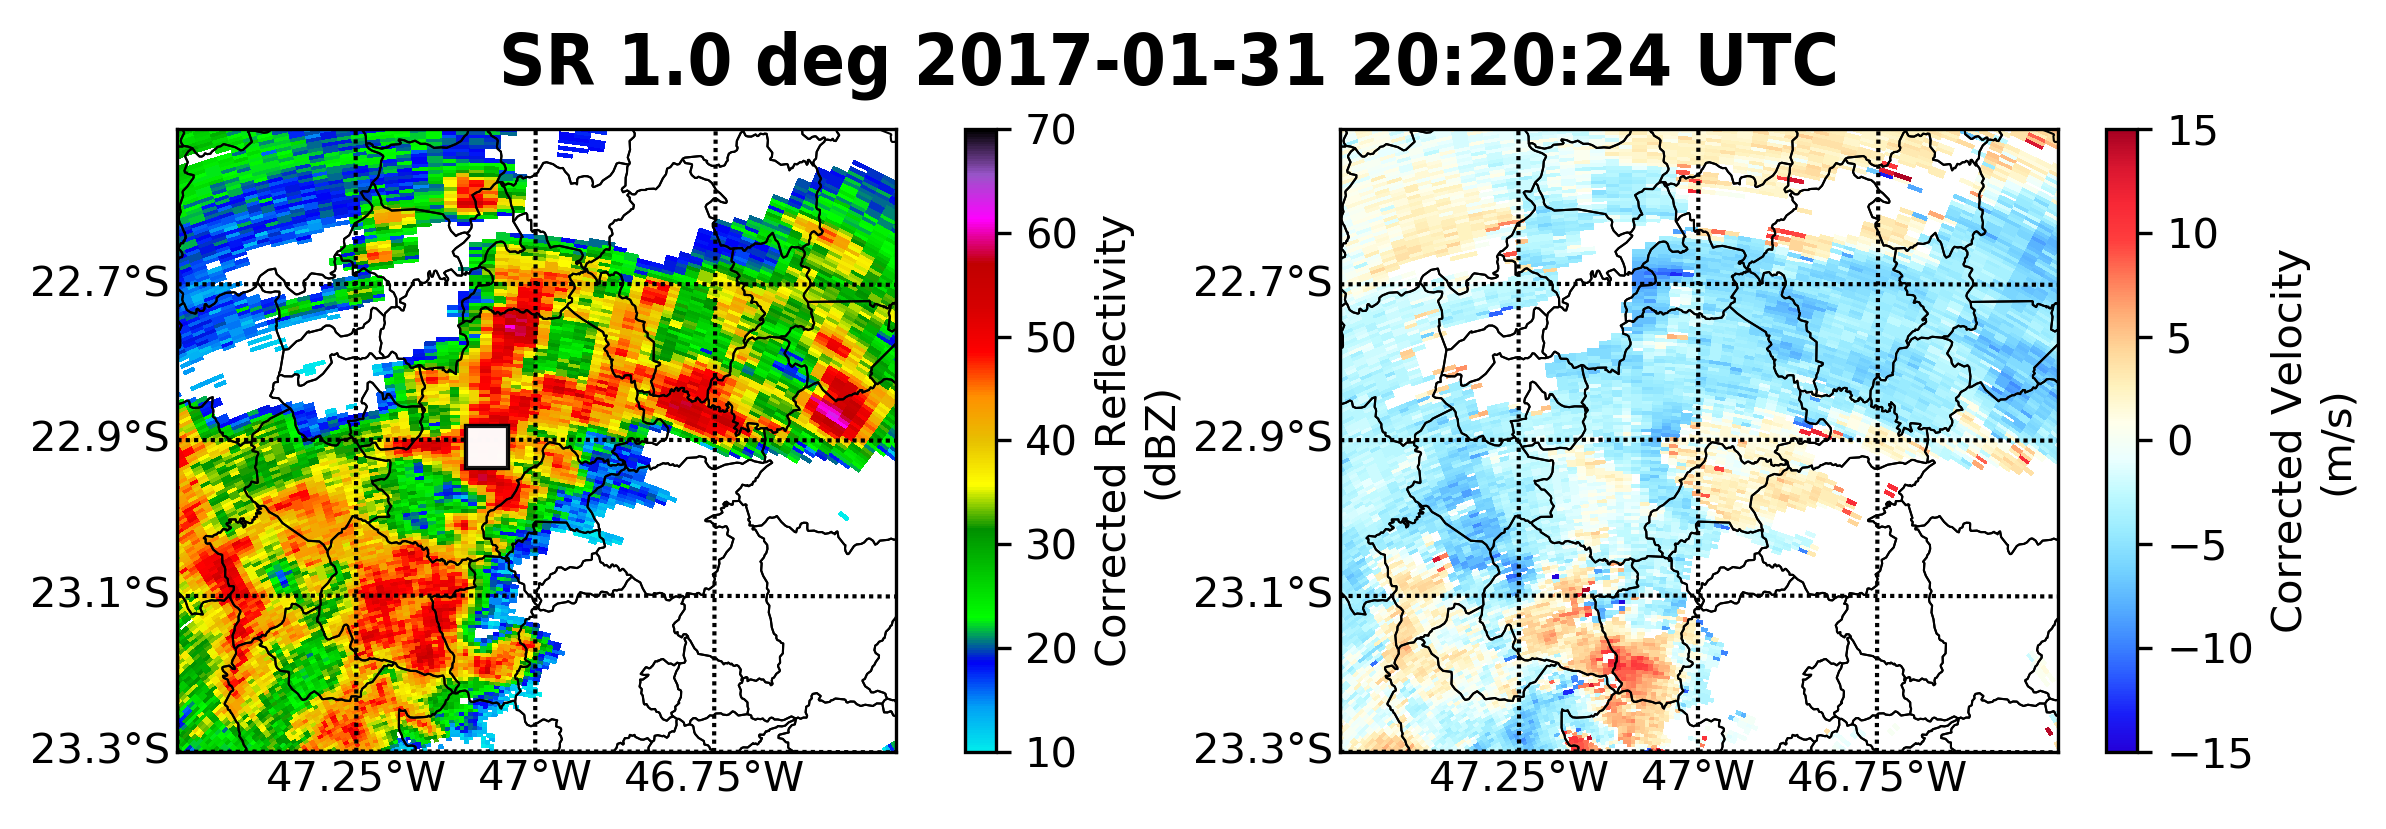 SR 1.0 deg 2017-01-31 20:20:24 UTC
22.7°S
22.9°S
23.1°S
23.3°S
47.25°W 47°W 46.75°W
70
60
50
40
30
20
10
Corrected Reflectivity
(dBZ)
22.7°S
22.9°S
23.1°S
23.3°S
47.25°W 47°W 46.75°W
15
10
5
0
−5
−10
−15
Corrected Velocity
(m/s)